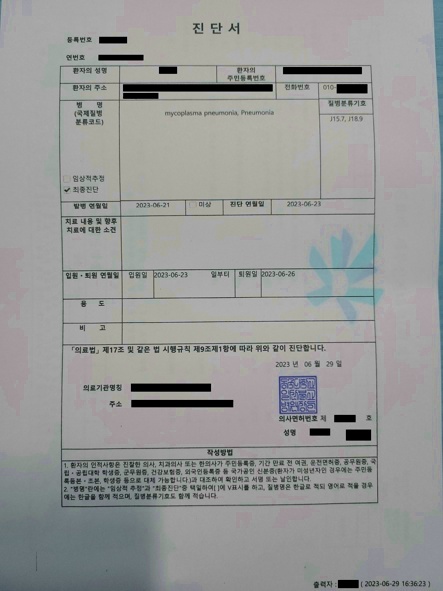 진 단 서
등록번호
연번호
환자의 성명
환자의
주민등록번호
환자의 주소
전화번호
010-
병 명
(국제질병
분류코드)
mycoplasma pneumonia, Pneumonia
질병분류기호
J15.7, J18.9
임상적추정
최종진단
발병 연월일
2023-06-21
미상
진단 연월일
2023-06-23
치료 내용 및 향후
치료에 대한 소견
입원·퇴원 연월일
입원일
2023-06-23
일부터
퇴원일
2023-06-26
용 도
비 고
「의료법」 제17조 및 같은 법 시행규칙 제9조제1항에 따라 위와 같이 진단합니다.
2023 년 06 월 29 일
의료기관명칭
주소
의사면허번호 제 호
성명
작성방법
1. 환자의 인적사항은 진찰한 의사, 치과의사 또는 한의사가 주민등록증, 기간 만료 전 여권, 운전면허증, 공무원증, 국
립·공립대학 학생증, 군무원증, 건강보험증, 외국인등록증 등 국가공인 신분증(환자가 미성년자인 경우에는 주민등
록등본·초본, 학생증 등으로 대체 가능합니다)과 대조하여 확인하고 서명 또는 날인합니다.
2. "병명"란에는 "임상적 추정"과 "최종진단"중 택일하여[ ]에 V표시를 하고, 질병명은 한글로 적되 영어로 적을 경우
에는 한글을 함께 적으며, 질병분류기호도 함께 적습니다.
출력자 : ( 2023-06-29 16:36:23 )